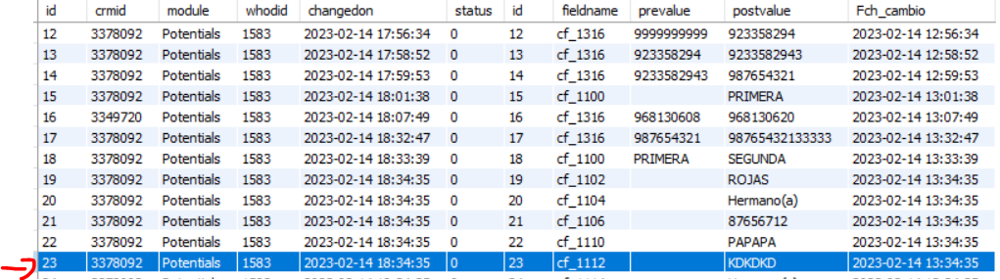 id crmid module whodid changedon status id fieldname prevalue postvalue Fch_cambio
12 3378092 Potentials 1583 2023-02-14 17:56:34 0 12 cf_1316 9999999999 923358294 2023-02-14 12:56:34
13 3378092 Potentials 1583 2023-02-14 17:58:52 0 13 cf_1316 923358294 9233582943 2023-02-14 12:58:52
14 3378092 Potentials 1583 2023-02-14 17:59:53 0 14 cf_1316 9233582943 987654321 2023-02-14 12:59:53
15 3378092 Potentials 1583 2023-02-14 18:01:38 0 15 cf_1100 PRIMERA 2023-02-14 13:01:38
16 3349720 Potentials 1583 2023-02-14 18:07:49 0 16 cf_1316 968130608 968130620 2023-02-14 13:07:49
17 3378092 Potentials 1583 2023-02-14 18:32:47 0 17 cf_1316 987654321 98765432133333 2023-02-14 13:32:47
18 3378092 Potentials 1583 2023-02-14 18:33:39 0 18 cf_1100 PRIMERA SEGUNDA 2023-02-14 13:33:39
19 3378092 Potentials 1583 2023-02-14 18:34:35 0 19 cf_1102 ROJAS 2023-02-14 13:34:35
20 3378092 Potentials 1583 2023-02-14 18:34:35 0 20 cf_1104 Hermano(a) 2023-02-14 13:34:35
21 3378092 Potentials 1583 2023-02-14 18:34:35 0 21 cf_1106 87656712 2023-02-14 13:34:35
22 3378092 Potentials 1583 2023-02-14 18:34:35 0 22 cf_1110 PAPAPA 2023-02-14 13:34:35
23 3378092 Potentials 1583 2023-02-14 18:34:35 0 23 cf_1112 KDKDKD 2023-02-14 13:34:35